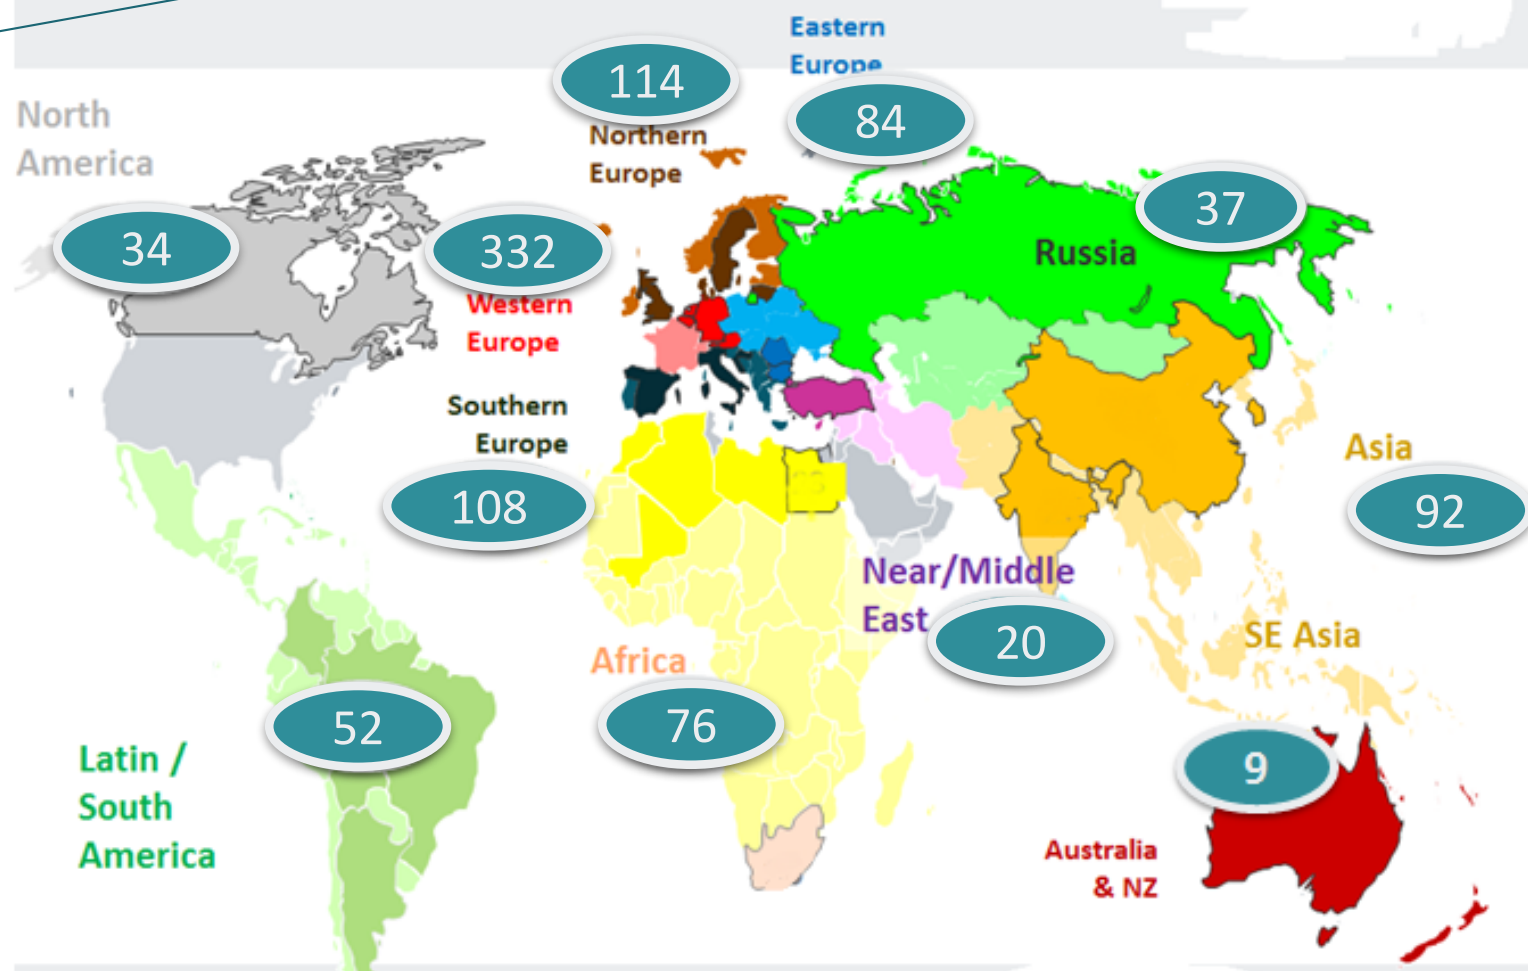 Eastern
Europe
114
84
North
America
Northern
Europe
37
34
332
Russia
Western
Europe
Southern
Europe
Asia
108
92
Near/Middle
East
20
SE Asia
Africa
52
76
Latin /
South
America
9
Australia
& NZ